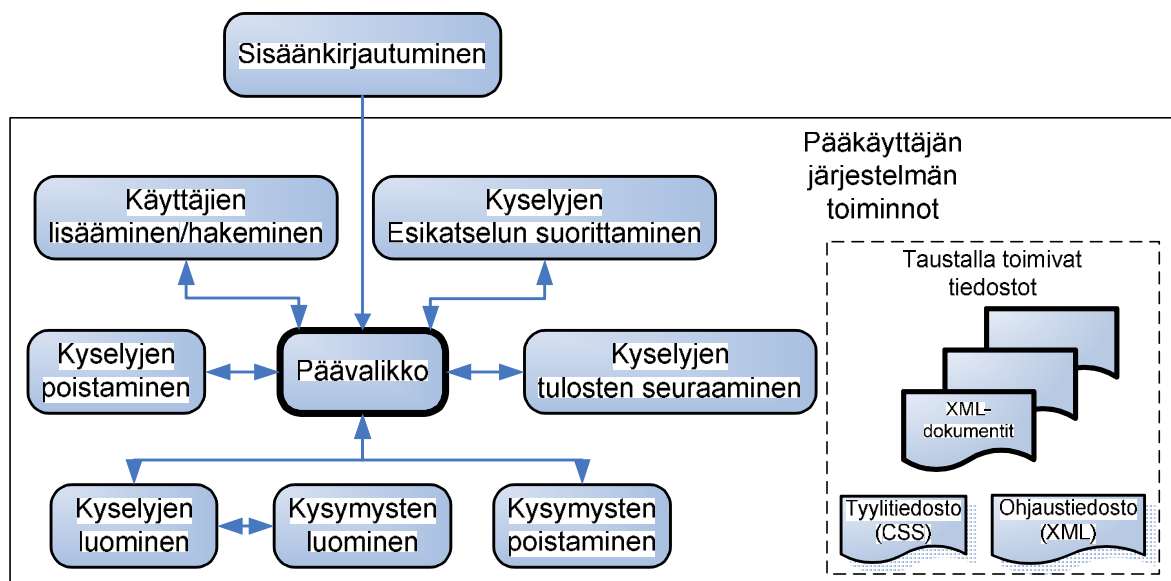 Sisäänkirjautuminen
Pääkäyttäjän
järjestelmän
toiminnot
Käyttäjien
lisääminen/hakeminen
Kyselyjen
Esikatselun suorittaminen
Taustalla toimivat
tiedostot
Kyselyjen
poistaminen
Päävalikko
Kyselyjen
tulosten seuraaminen
XML-
dokumentit
Kyselyjen
luominen
Kysymysten
luominen
Kysymysten
poistaminen
Tyylitiedosto
(CSS)
Ohjaustiedosto
(XML)